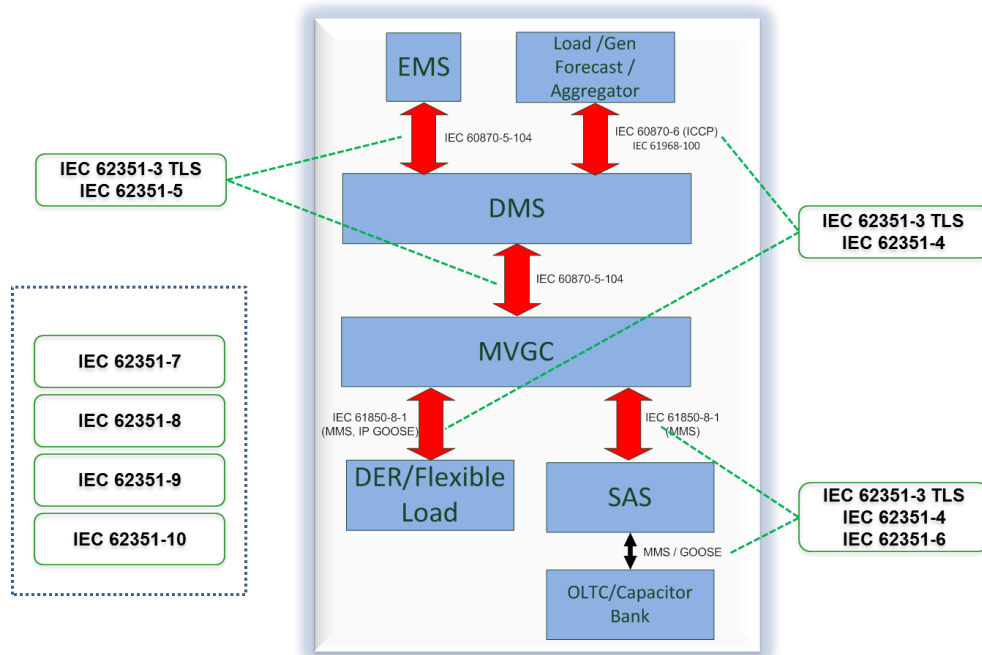 EMS
Load /Gen
Forecast /
Aggregator
IEC 60870-5-104
IEC 60870-6 (ICCP)
IEC 61968-100
IEC 62351-3 TLS
IEC 62351-5
DMS
IEC 62351-3 TLS
IEC 62351-4
IEC 60870-5-104
MVGC
IEC 62351-7
IEC 62351-8
IEC 62351-9
IEC 62351-10
IEC 61850-8-1
(MMS, IP GOOSE)
IEC 61850-8-1
(MMS)
DER/Flexible
Load
SAS
IEC 62351-3 TLS
IEC 62351-4
IEC 62351-6
MMS / GOOSE
OLTC/Capacitor
Bank